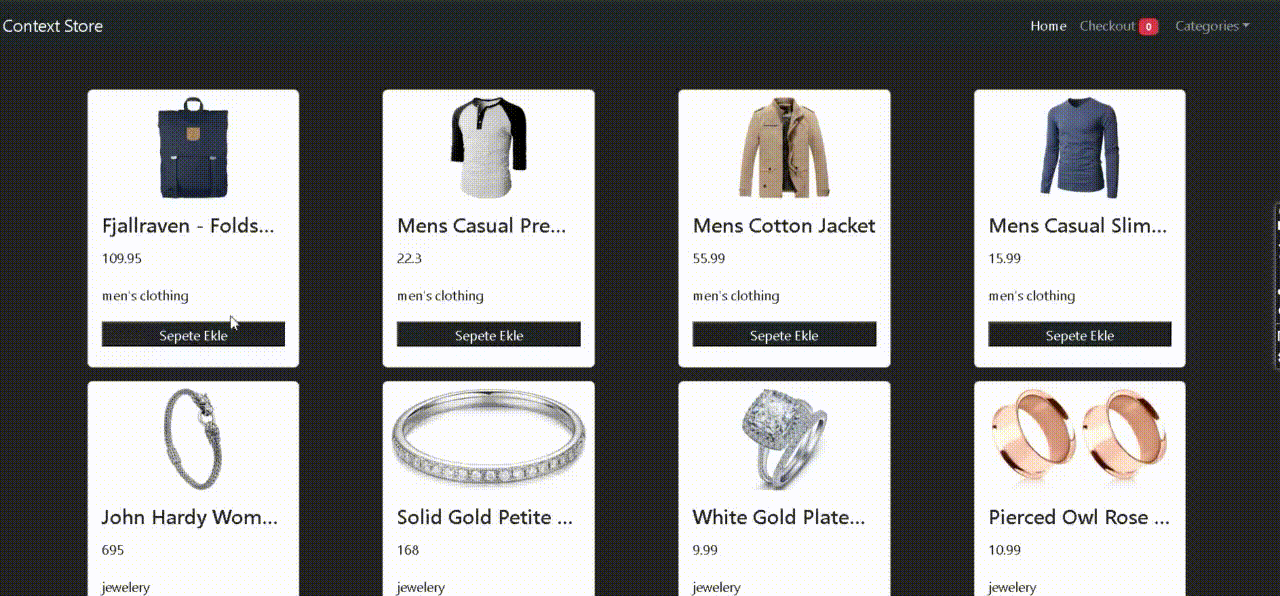 Context Store
Home Checkout 0 Categories
Fjallraven - Folds...
109.95
men's clothing
Sepete Ekle
Mens Casual Pre...
22.3
men's clothing
Sepete Ekle
Mens Cotton Jacket
55.99
men's clothing
Sepete Ekle
Mens Casual Slim...
15.99
men's clothing
Sepete Ekle
John Hardy Wom...
695
jewelery
Solid Gold Petite ...
168
jewelery
White Gold Plate...
9.99
jewelery
Pierced Owl Rose ...
10.99
jewelery